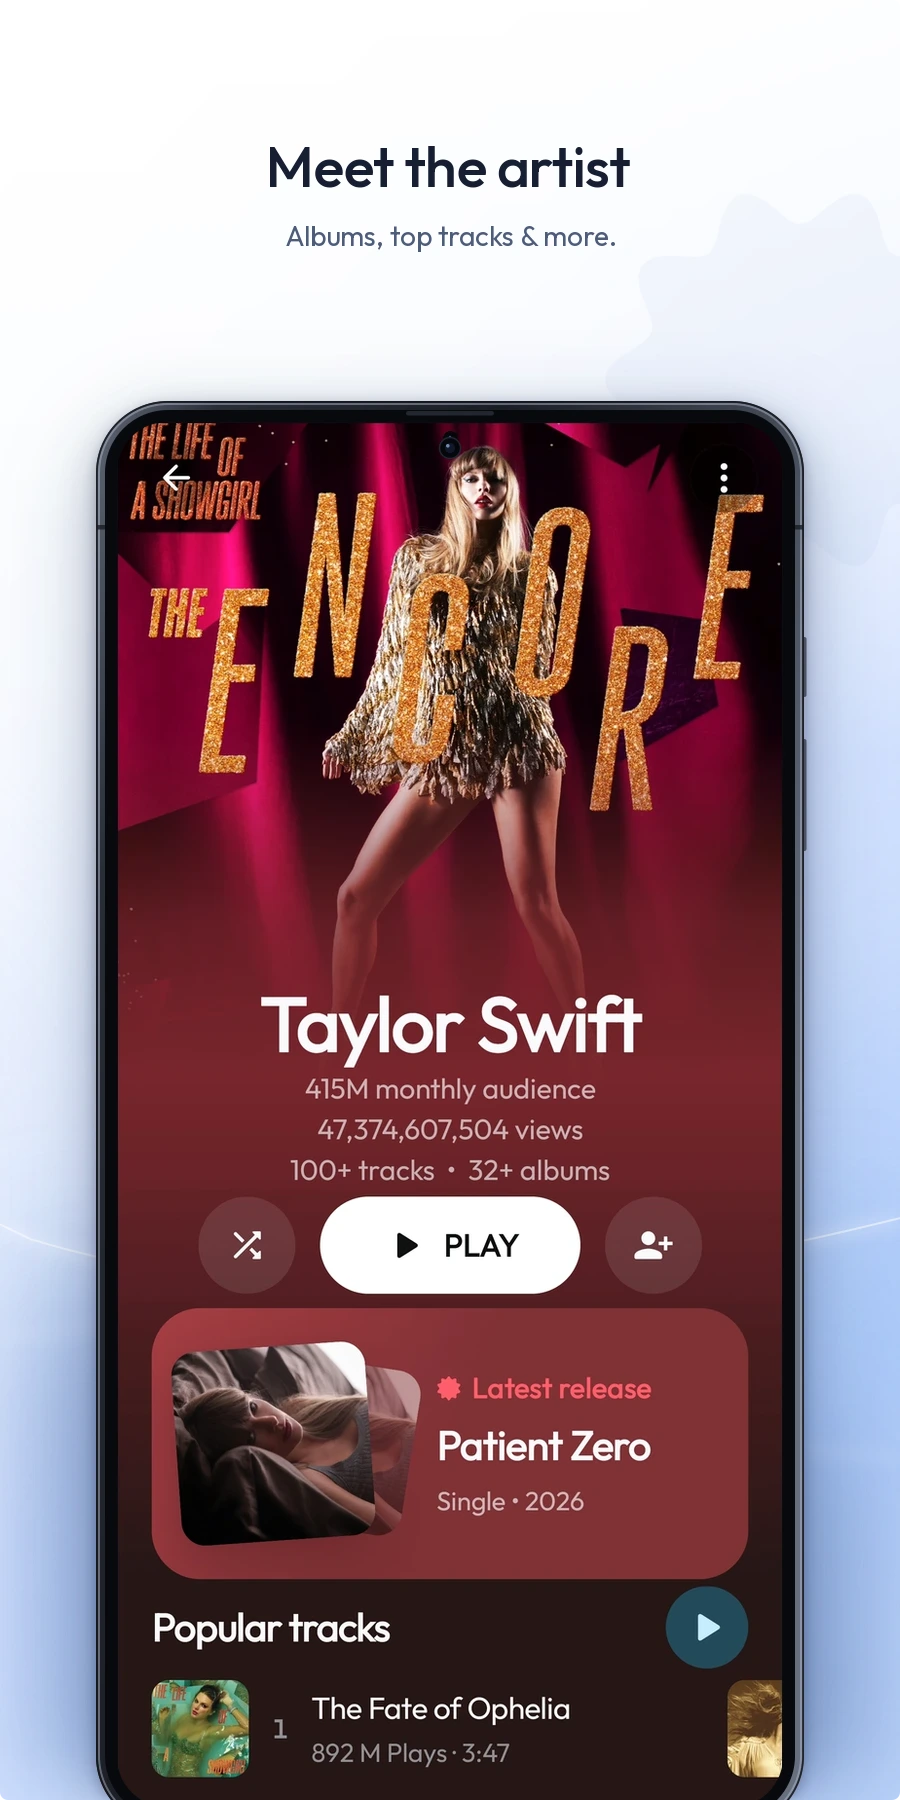 Meet the artist
Albums, top tracks & more.
THE LIFE
OF
A SHOWGIRL
THE
ENCORE
Taylor Swift
415M monthly audience
47,374,607,504 views
100+ tracks • 32+ albums
PLAY
Latest release
Patient Zero
Single • 2026
Popular tracks
1
The Fate of Ophelia
892 M Plays · 3:47